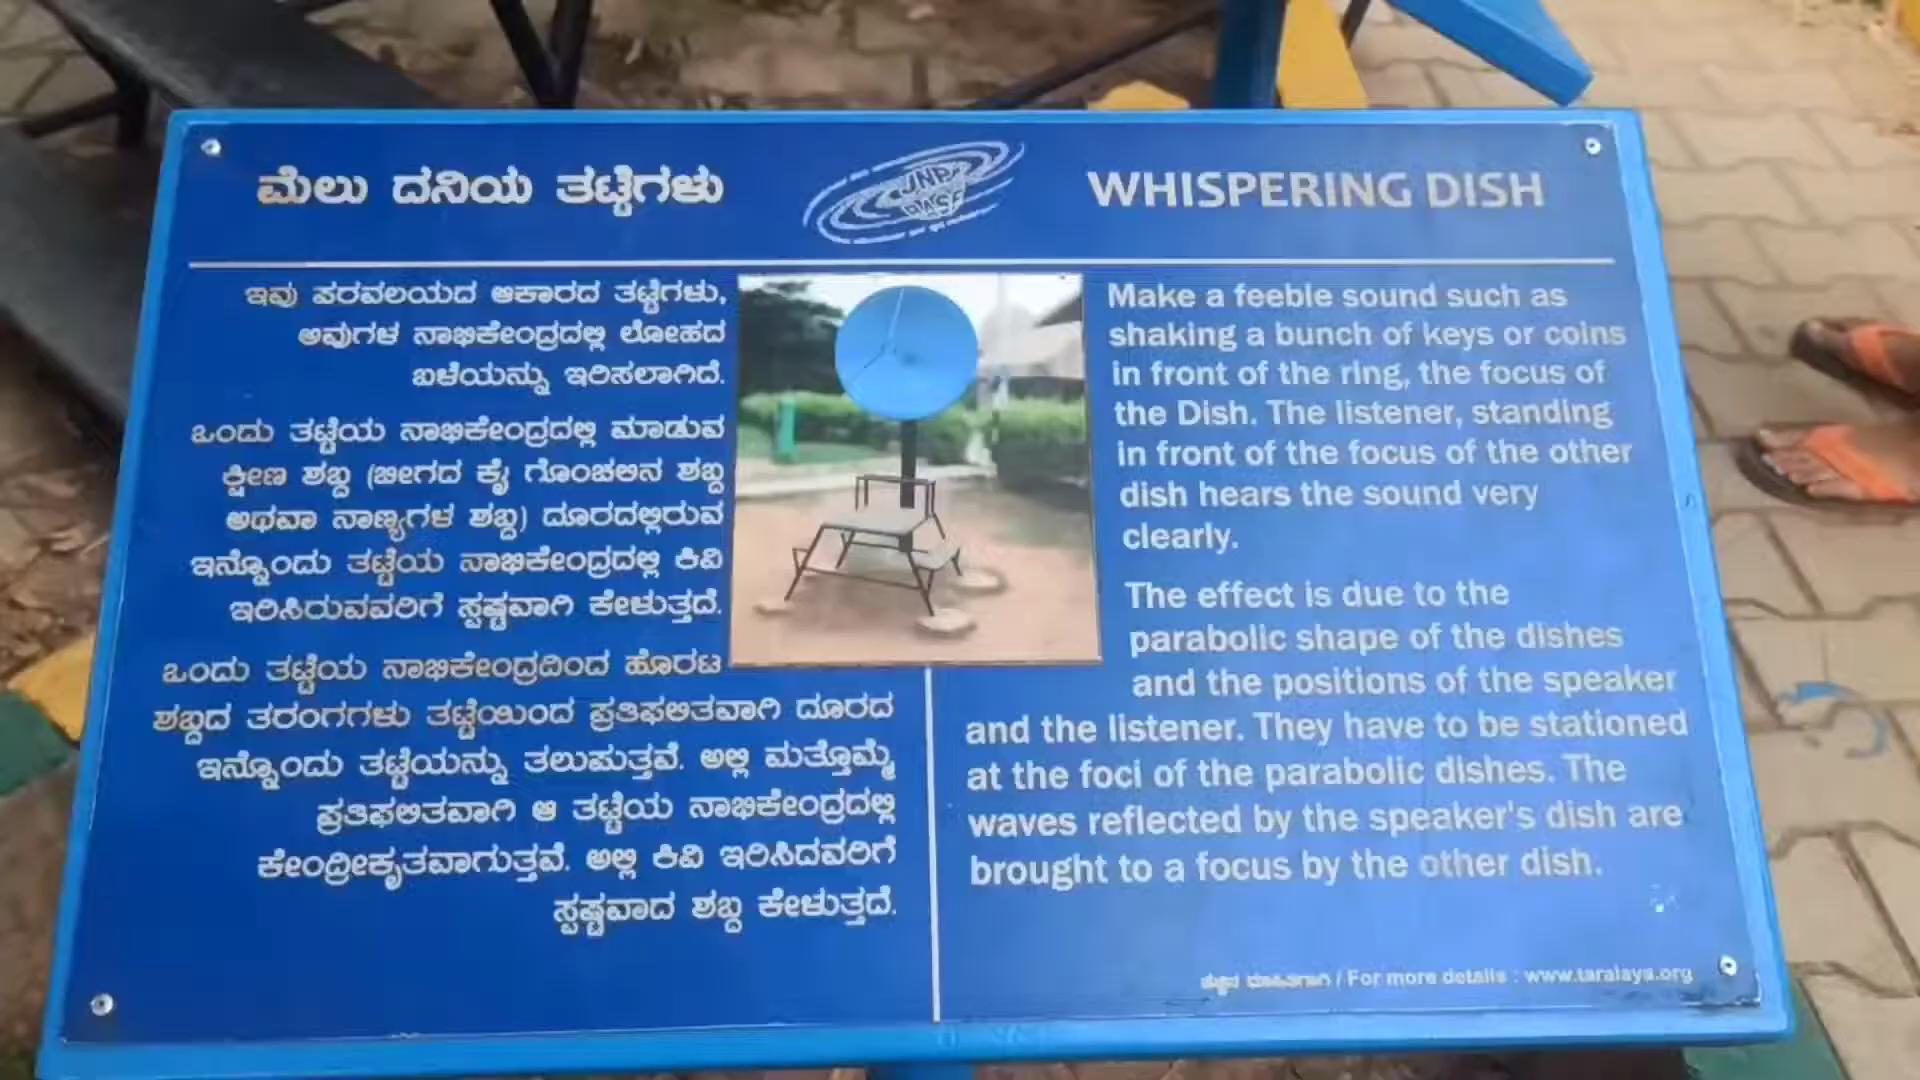 ಮೆಲು ದನಿಯ ತಟ್ಟೆಗಳು
JNP
BASE
WHISPERING DISH
ಇವು ಪರವಲಯದ ಆಕಾರದ ತಟ್ಟೆಗಳು,
ಅವುಗಳ ನಾಭಿಕೇಂದ್ರದಲ್ಲಿ ಲೋಹದ
ಬಳೆಯನ್ನು ಇರಿಸಲಾಗಿದೆ.
ಒಂದು ತಟ್ಟೆಯ ನಾಭಿಕೇಂದ್ರದಲ್ಲಿ ಮಾಡುವ
ಕ್ಷೀಣ ಶಬ್ದ (ಬೀಗದ ಕೈ ಗೊಂಚಲಿನ ಶಬ್ದ
ಅಥವಾ ನಾಣ್ಯಗಳ ಶಬ್ದ) ದೂರದಲ್ಲಿರುವ
ಇನ್ನೊಂದು ತಟ್ಟೆಯ ನಾಭಿಕೇಂದ್ರದಲ್ಲಿ ಕಿವಿ
ಇರಿಸಿರುವವರಿಗೆ ಸ್ಪಷ್ಟವಾಗಿ ಕೇಳುತ್ತದೆ.
ಒಂದು ತಟ್ಟೆಯ ನಾಭಿಕೇಂದ್ರದಿಂದ ಹೊರಟ
ಶಬ್ದದ ತರಂಗಗಳು ತಟ್ಟೆಯಿಂದ ಪ್ರತಿಫಲಿತವಾಗಿ ದೂರದ
ಇನ್ನೊಂದು ತಟ್ಟೆಯನ್ನು ತಲುಪುತ್ತವೆ. ಅಲ್ಲಿ ಮತ್ತೊಮ್ಮೆ
ಪ್ರತಿಫಲಿತವಾಗಿ ಆ ತಟ್ಟೆಯ ನಾಭಿಕೇಂದ್ರದಲ್ಲಿ
ಕೇಂದ್ರೀಕೃತವಾಗುತ್ತವೆ. ಅಲ್ಲಿ ಕಿವಿ ಇರಿಸಿದವರಿಗೆ
ಸ್ಪಷ್ಟವಾದ ಶಬ್ದ ಕೇಳುತ್ತದೆ.
Make a feeble sound such as
shaking a bunch of keys or coins
in front of the ring, the focus of
the Dish. The listener, standing
in front of the focus of the other
dish hears the sound very
clearly.
The effect is due to the
parabolic shape of the dishes
and the positions of the speaker
and the listener. They have to be stationed
at the foci of the parabolic dishes. The
waves reflected by the speaker's dish are
brought to a focus by the other dish.
ಹೆಚ್ಚಿನ ಮಾಹಿತಿಗಾಗಿ / For more details : www.taralaya.org